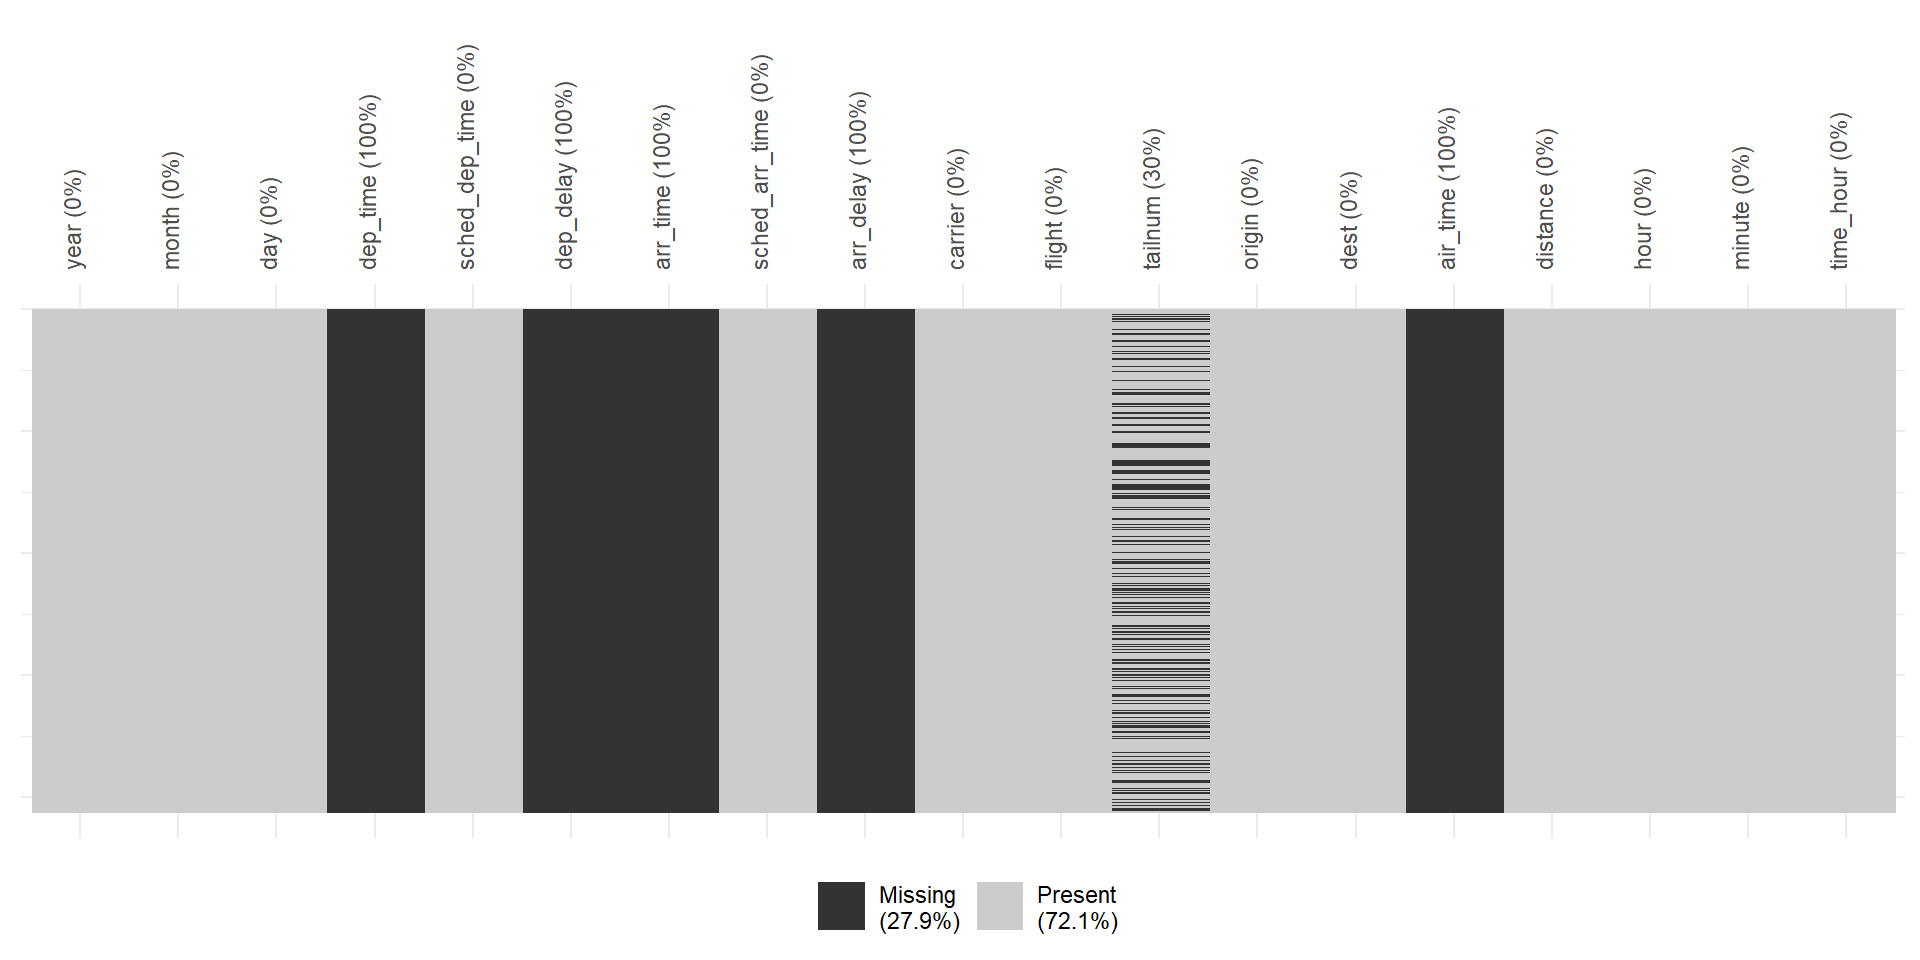 year (0%)
month (0%)
day (0%)
dep_time (100%)
sched_dep_time (0%)
dep_delay (100%)
arr_time (100%)
sched_arr_time (0%)
arr_delay (100%)
carrier (0%)
flight (0%)
tailnum (30%)
origin (0%)
dest (0%)
air_time (100%)
distance (0%)
hour (0%)
minute (0%)
time_hour (0%)
Missing
(27.9%)
Present
(72.1%)